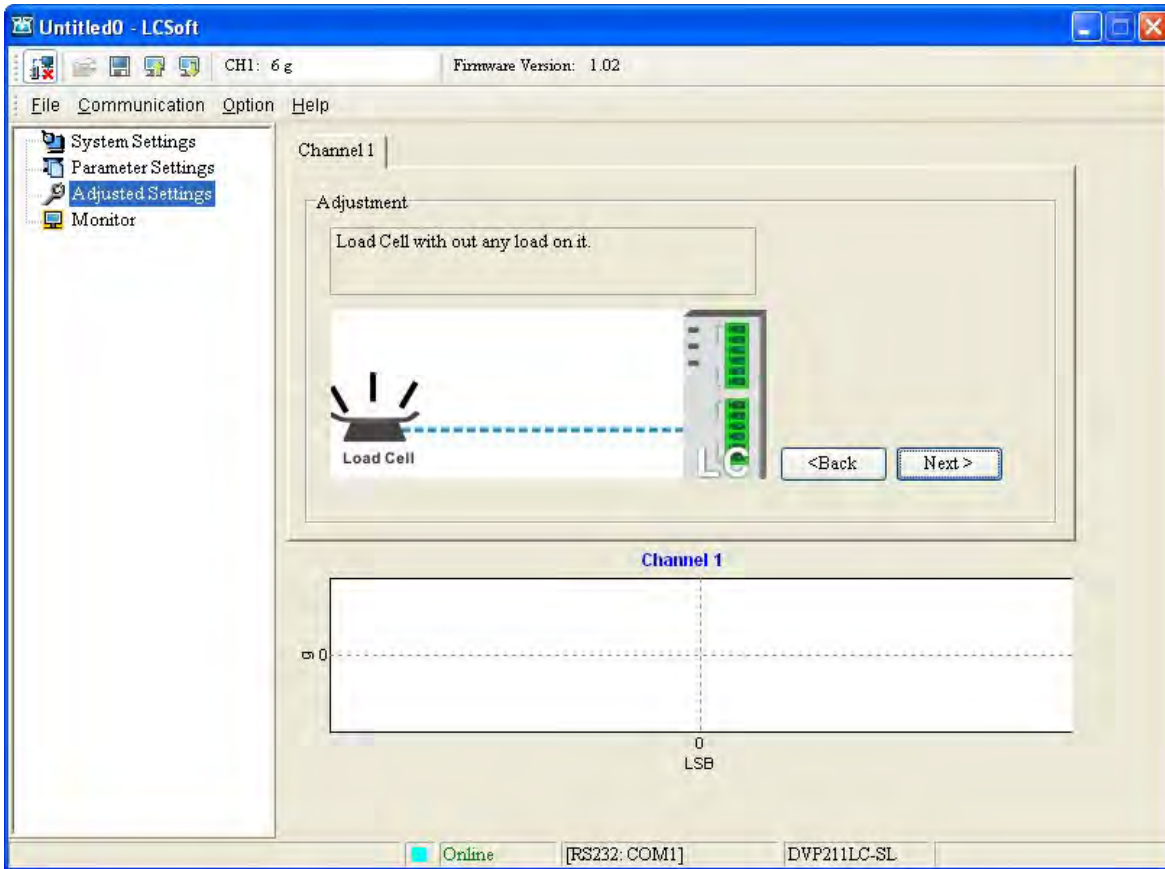 Untitled0 - LCSoft
CH1: 6 g Firmware Version: 1.02
File Communication Option Help
System Settings
Parameter Settings
Adjusted Settings
Monitor
Channel 1
Adjustment
Load Cell with out any load on it.
Load Cell
LC
<Back Next >
Channel 1
g 0
0
LSB
Online [RS232: COM1] DVP211LC-SL